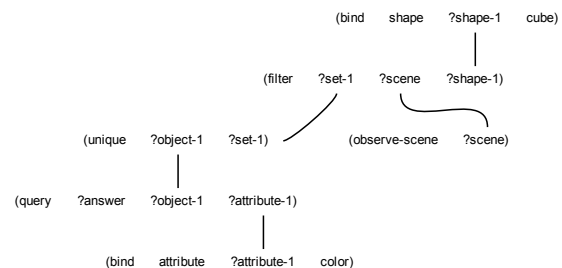 (bind shape ?shape-1 cube)
(filter ?set-1 ?scene ?shape-1)
(unique ?object-1 ?set-1) (observe-scene ?scene)
(query ?answer ?object-1 ?attribute-1)
(bind attribute ?attribute-1 color)